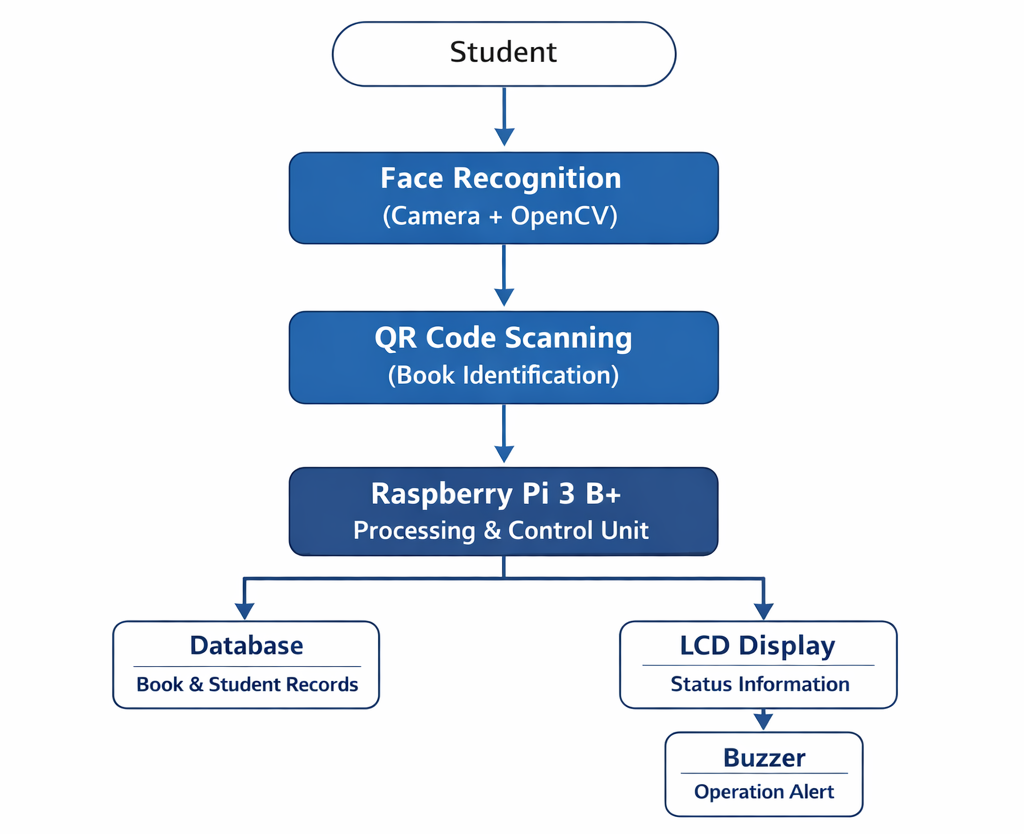 Student
Face Recognition
(Camera + OpenCV)
QR Code Scanning
(Book Identification)
Raspberry Pi 3 B+
Processing & Control Unit
Database
Book & Student Records
LCD Display
Status Information
Buzzer
Operation Alert